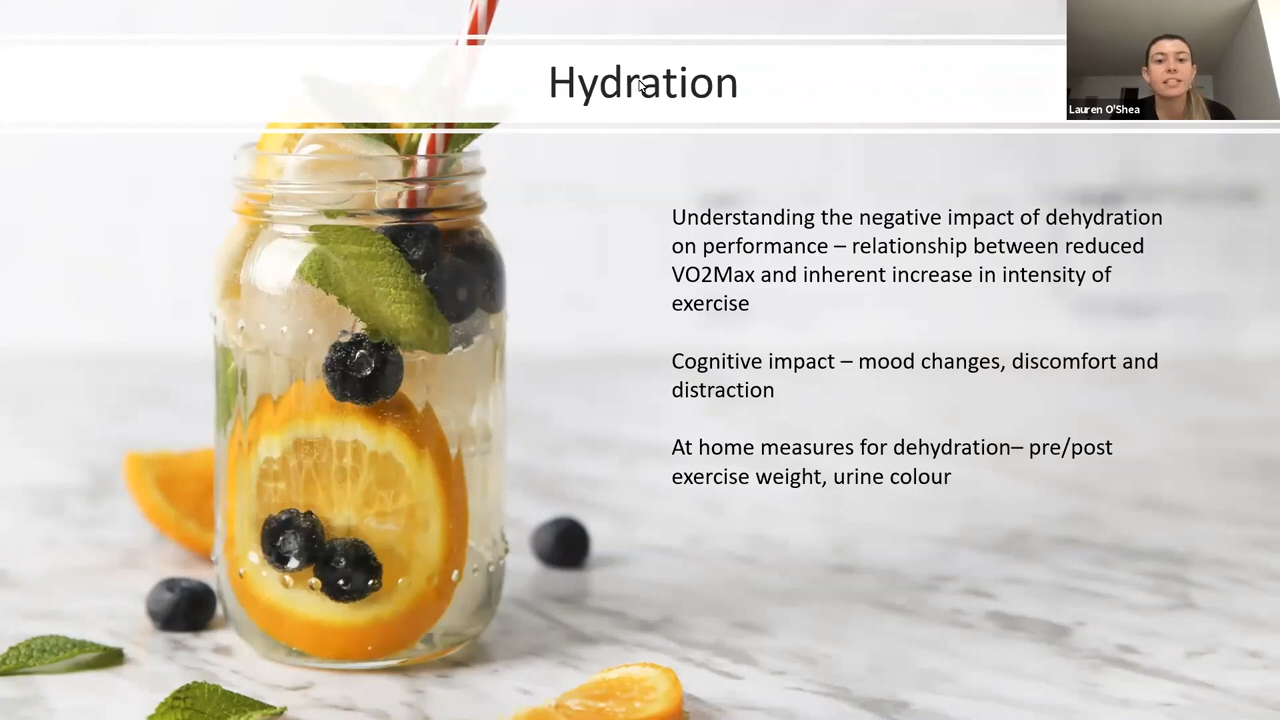 Hydration
Lauren O'Shea
Understanding the negative impact of dehydration
on performance – relationship between reduced
VO2Max and inherent increase in intensity of
exercise
Cognitive impact – mood changes, discomfort and
distraction
At home measures for dehydration– pre/post
exercise weight, urine colour